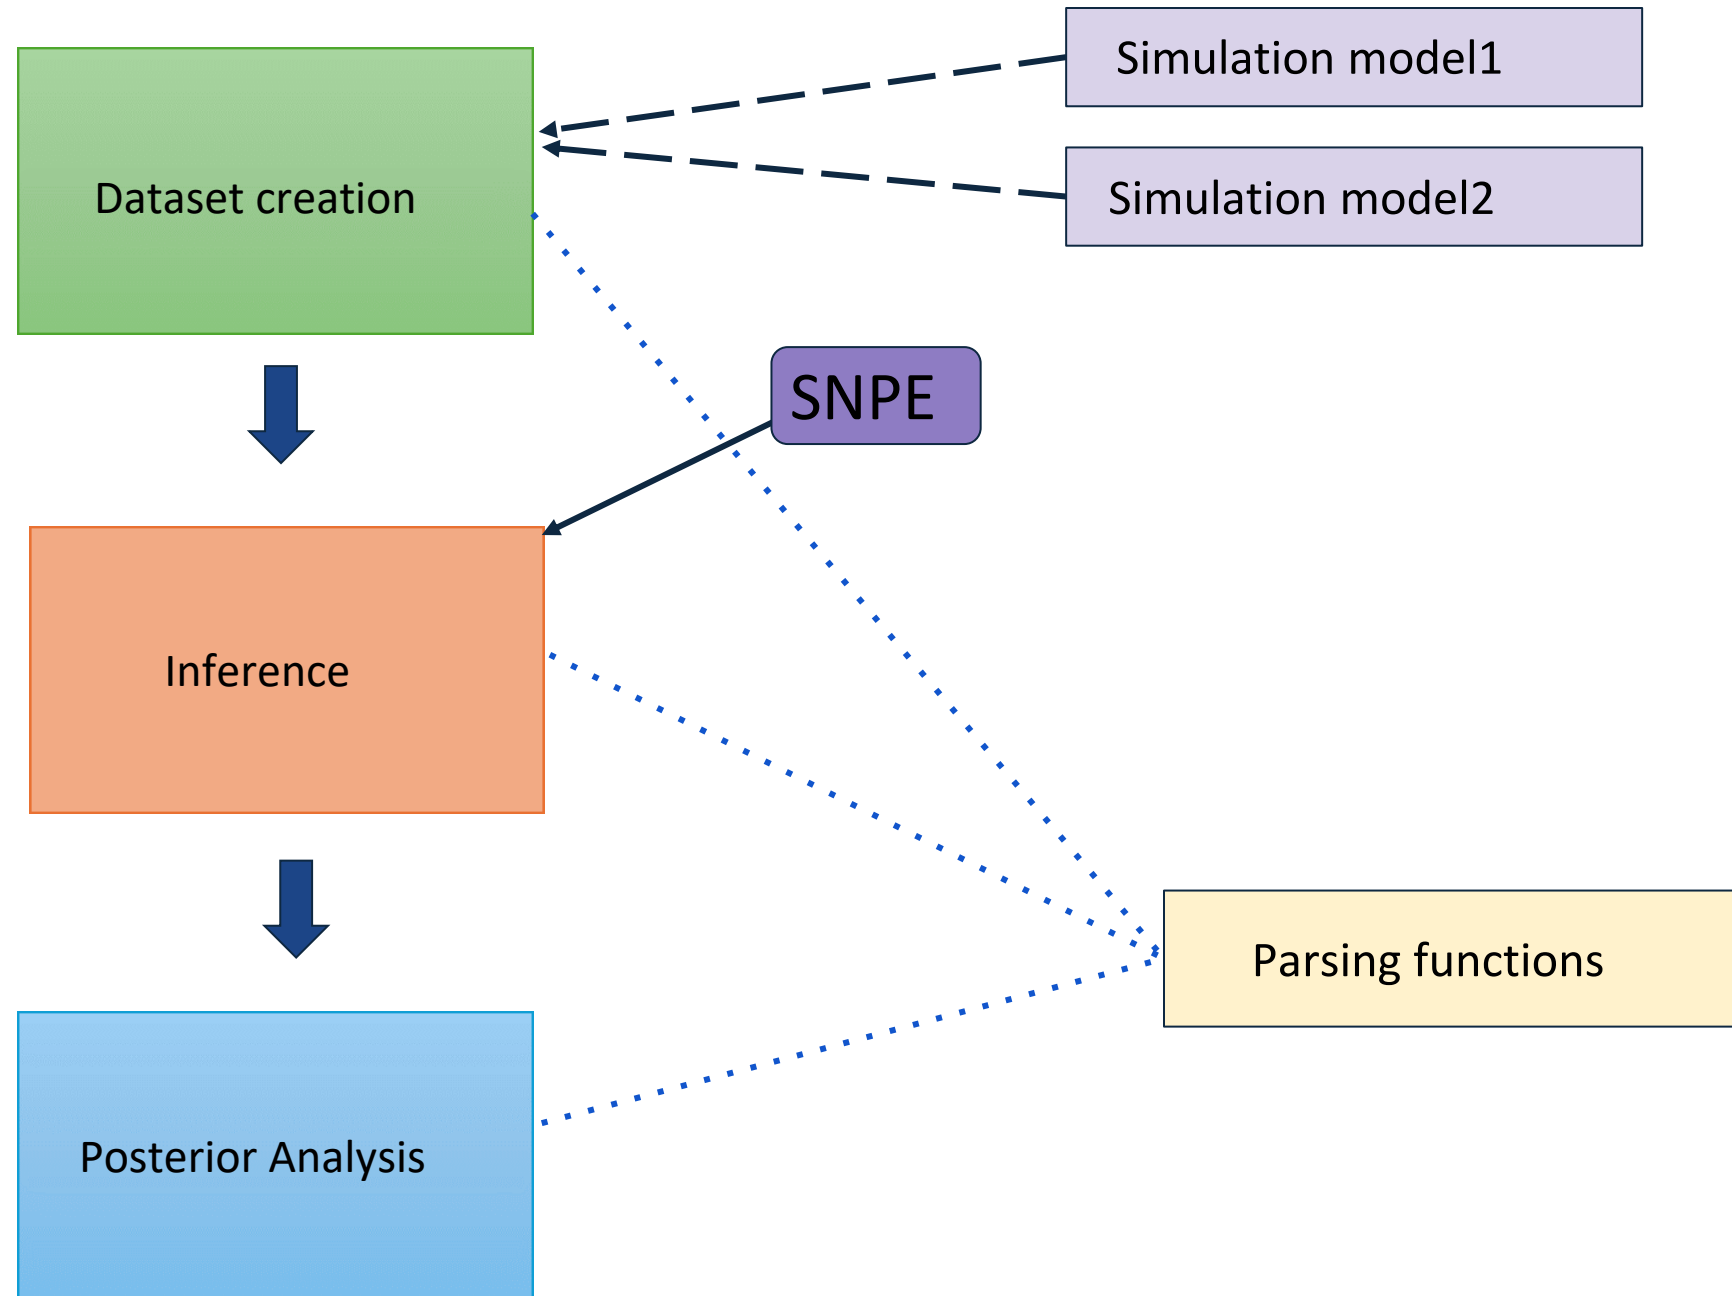 Simulation model1
Simulation model2
Dataset creation
SNPE
Inference
Parsing functions
Posterior Analysis